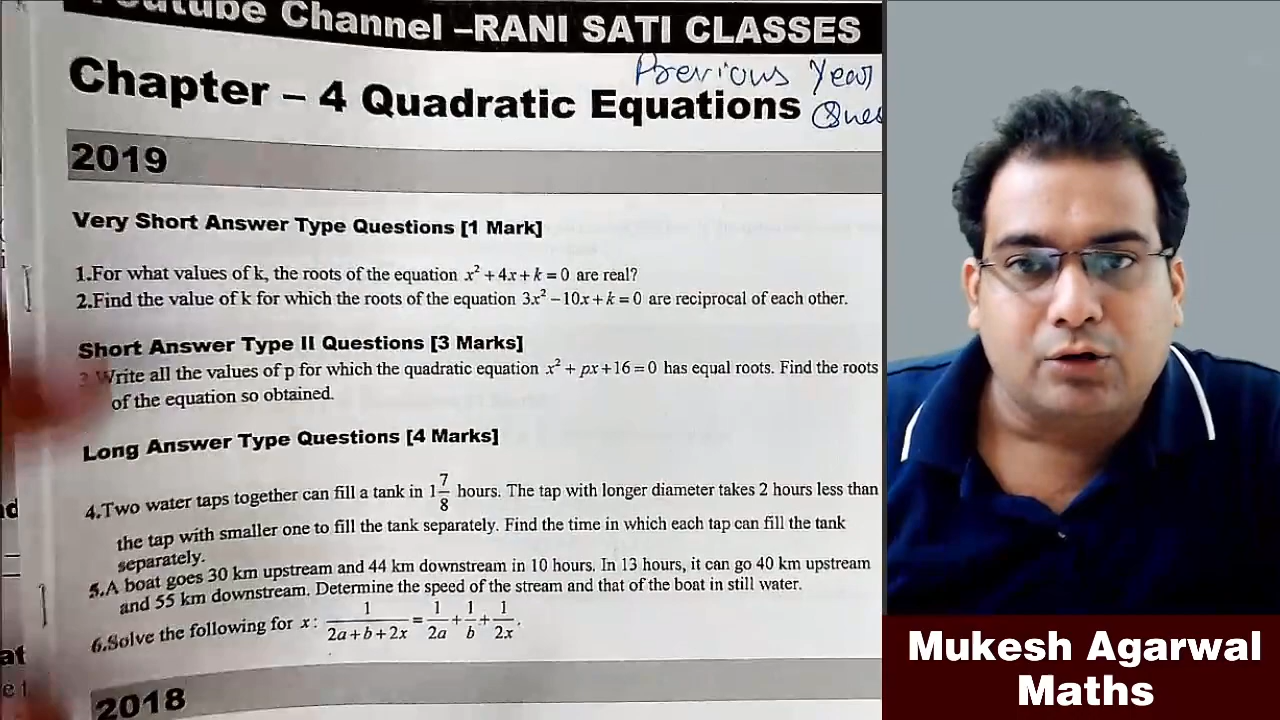 Channel –RANI SATI CLASSES
Previous Year
Chapter – 4 Quadratic Equations
2019
Very Short Answer Type Questions [1 Mark]
1.For what values of k, the roots of the equation x² + 4x + k = 0 are real?
2.Find the value of k for which the roots of the equation 3x² − 10x + k = 0 are reciprocal of each other.
Short Answer Type II Questions [3 Marks]
Write all the values of p for which the quadratic equation x² + px + 16 = 0 has equal roots. Find the roots
of the equation so obtained.
Long Answer Type Questions [4 Marks]
4.Two water taps together can fill a tank in 1 7/8 hours. The tap with longer diameter takes 2 hours less than
the tap with smaller one to fill the tank separately. Find the time in which each tap can fill the tank
separately.
5.A boat goes 30 km upstream and 44 km downstream in 10 hours. In 13 hours, it can go 40 km upstream
and 55 km downstream. Determine the speed of the stream and that of the boat in still water.
6.Solve the following for x: 1/(2a+b+2x) = 1/2a + 1/b + 1/2x.
2018
Mukesh Agarwal
Maths